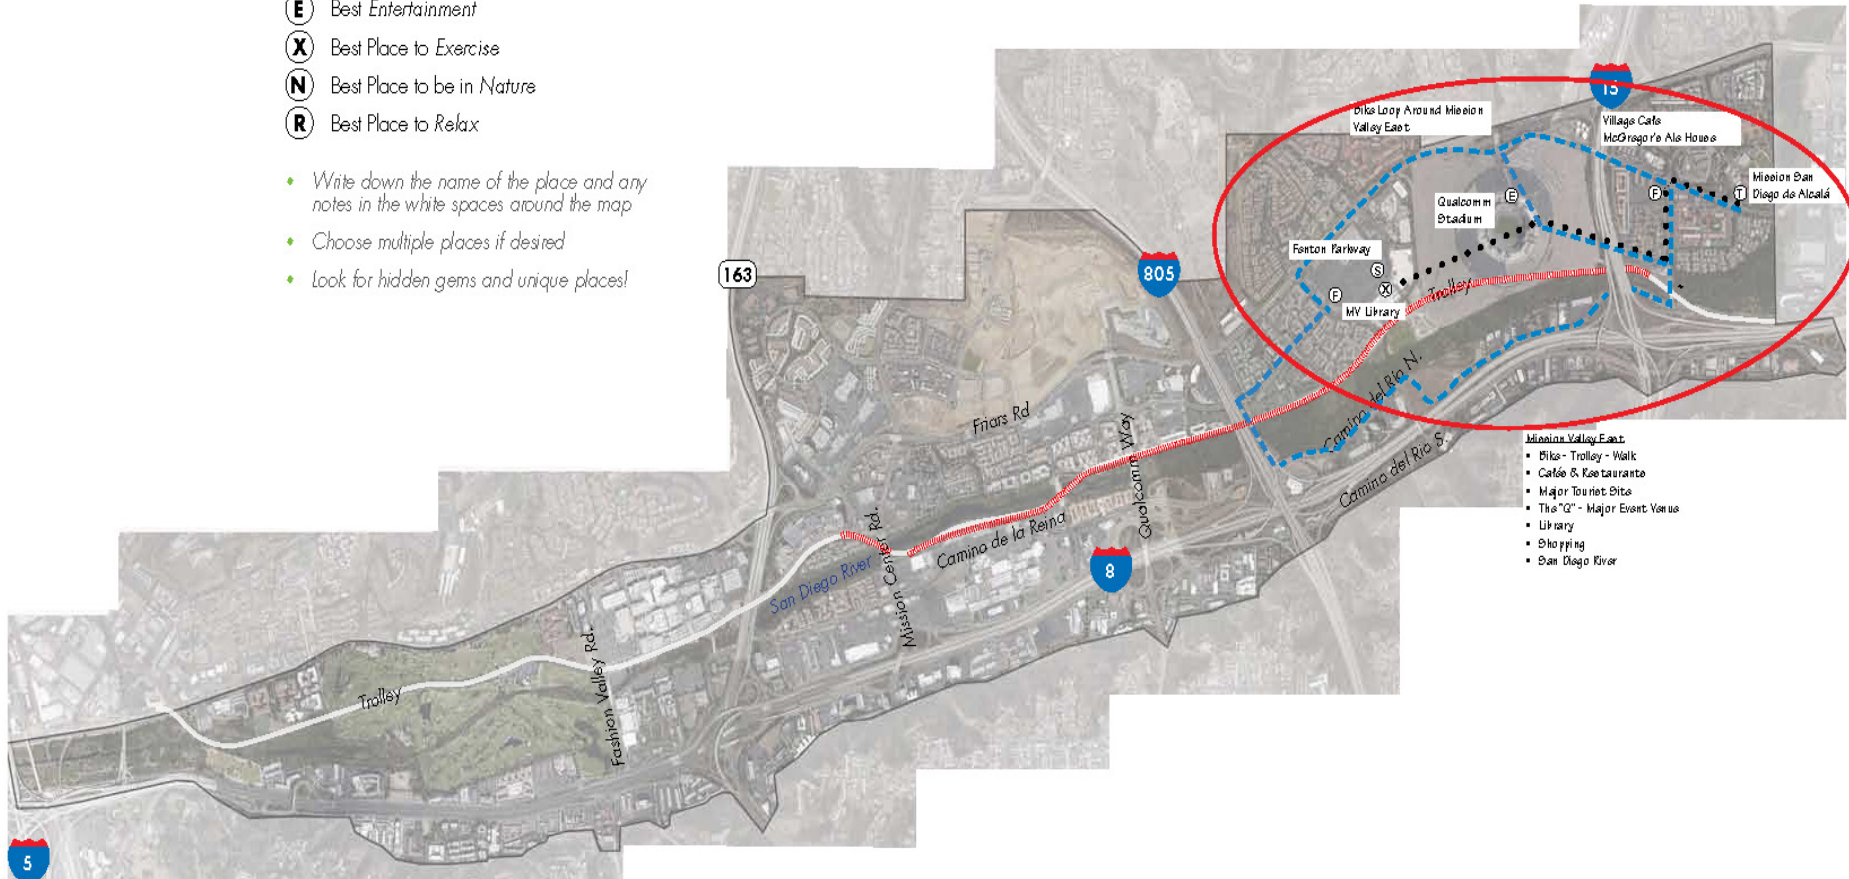 E Best Entertainment
X Best Place to Exercise
N Best Place to be in Nature
R Best Place to Relax
• Write down the name of the place and any
notes in the white spaces around the map
• Choose multiple places if desired
• Look for hidden gems and unique places!
15
Bike Loop Around Mission
Valley East
Village Cafe
McGregor's Ale House
Mission San
Diego de Alcalá
Qualcomm
Stadium
E
F
T
Fenton Parkway
S
X
F
MV Library
Trolley
163
805
Camino del Rio N.
Friars Rd
Qualcomm Way
Camino del Rio S.
Mission Valley East
• Bike - Trolley - Walk
• Cafés & Restaurants
• Major Tourist Site
• The "Q" - Major Event Venue
• Library
• Shopping
• San Diego River
Camino de la Reina
Mission Center Rd.
San Diego River
8
Fashion Valley Rd.
Trolley
5